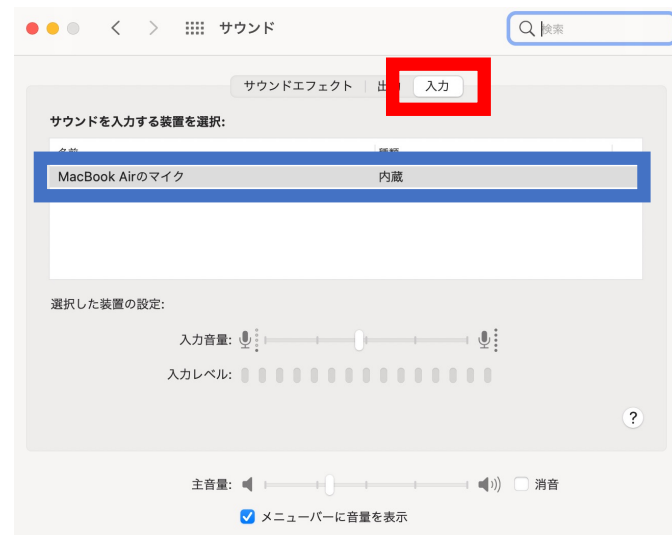 サウンド
検索
サウンドエフェクト
入力
サウンドを入力する装置を選択:
MacBook Airのマイク 内蔵
選択した装置の設定:
入力音量:
入力レベル:
?
主音量: 消音
メニューバーに音量を表示